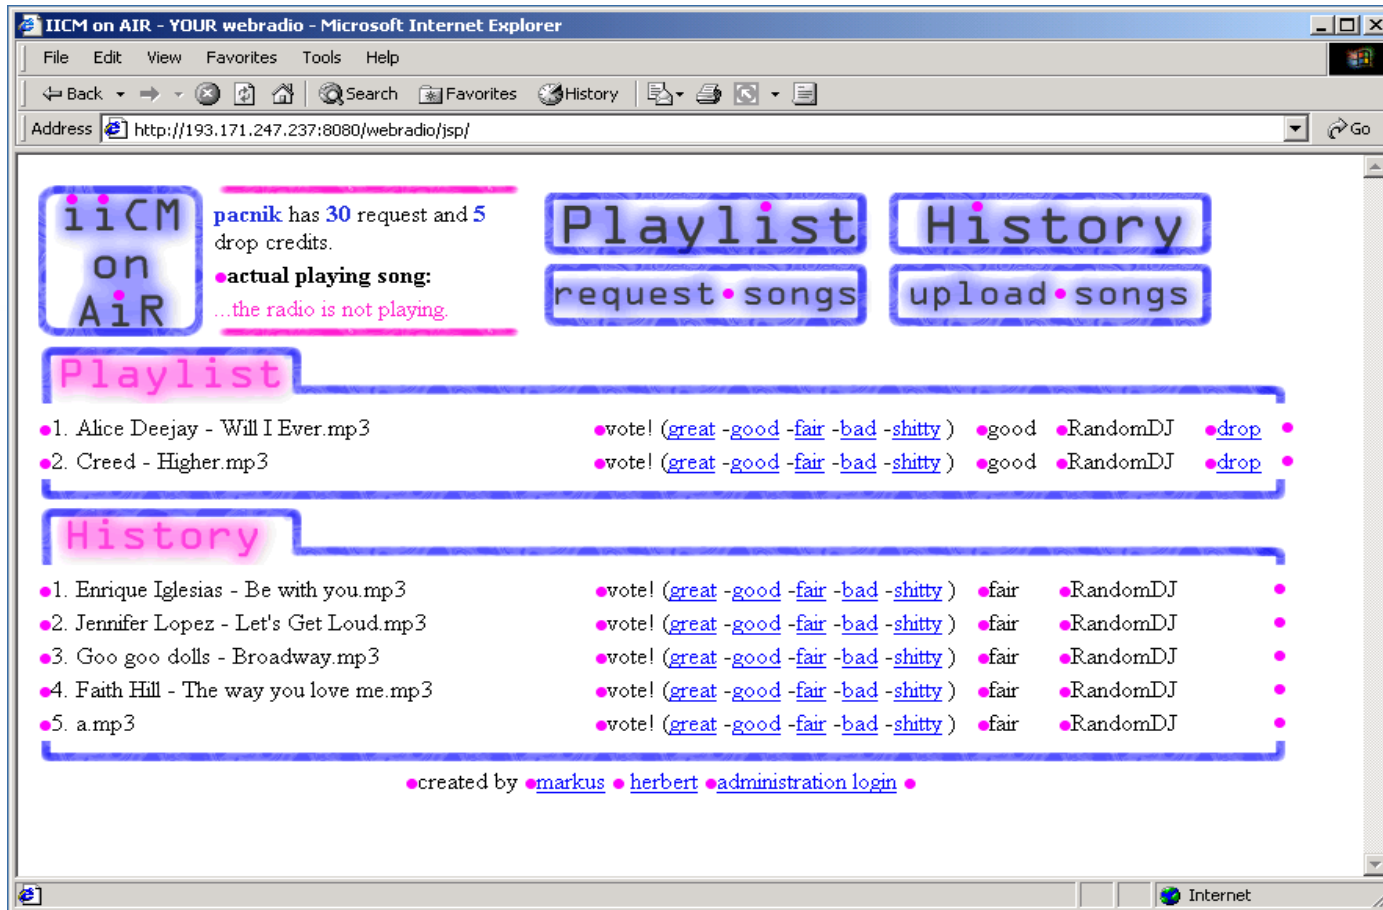 IICM on AIR - YOUR webradio - Microsoft Internet Explorer
File Edit View Favorites Tools Help
Back Search Favorites History
Address http://193.171.247.237:8080/webradio/jsp/ Go
iiCM
on
AiR
pacnik has 30 request and 5
drop credits.
actual playing song:
...the radio is not playing.
Playlist History
request songs upload songs
Playlist
1. Alice Deejay - Will I Ever.mp3 vote! (great -good -fair -bad -shitty ) good RandomDJ drop
2. Creed - Higher.mp3 vote! (great -good -fair -bad -shitty ) good RandomDJ drop
History
1. Enrique Iglesias - Be with you.mp3 vote! (great -good -fair -bad -shitty ) fair RandomDJ
2. Jennifer Lopez - Let's Get Loud.mp3 vote! (great -good -fair -bad -shitty ) fair RandomDJ
3. Goo goo dolls - Broadway.mp3 vote! (great -good -fair -bad -shitty ) fair RandomDJ
4. Faith Hill - The way you love me.mp3 vote! (great -good -fair -bad -shitty ) fair RandomDJ
5. a.mp3 vote! (great -good -fair -bad -shitty ) fair RandomDJ
created by markus herbert administration login
Internet